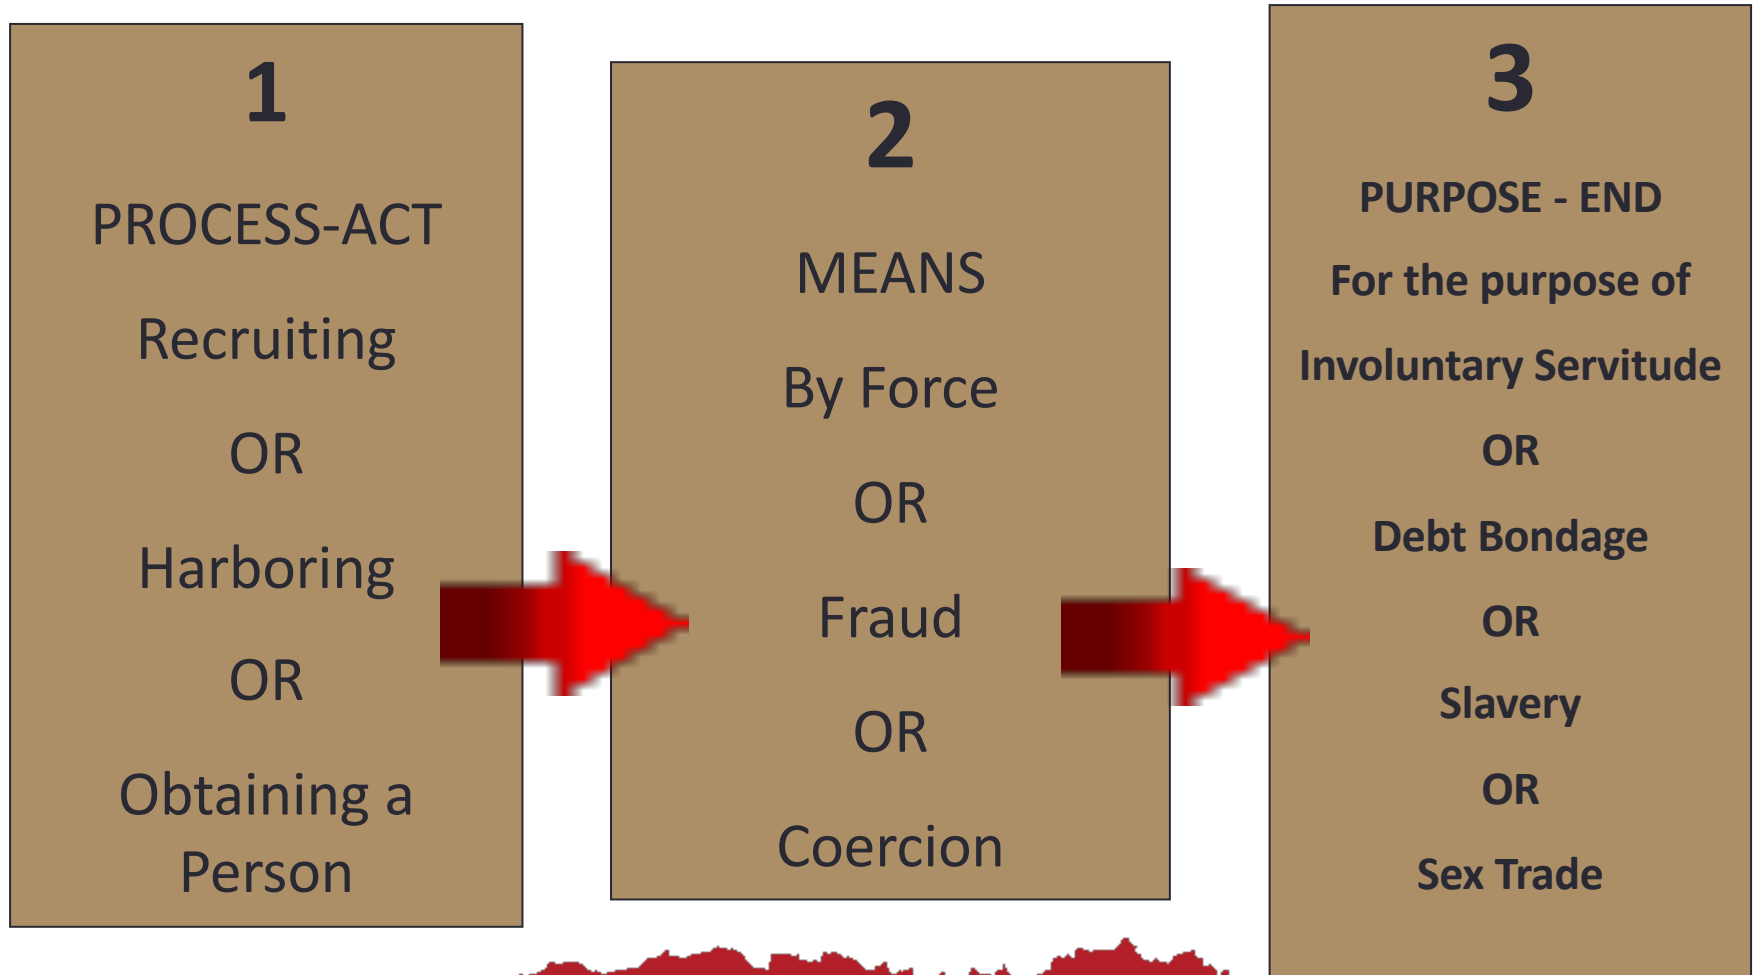 1
PROCESS-ACT
Recruiting
OR
Harboring
OR
Obtaining a
Person
2
MEANS
By Force
OR
Fraud
OR
Coercion
3
PURPOSE - END
For the purpose of
Involuntary Servitude
OR
Debt Bondage
OR
Slavery
OR
Sex Trade